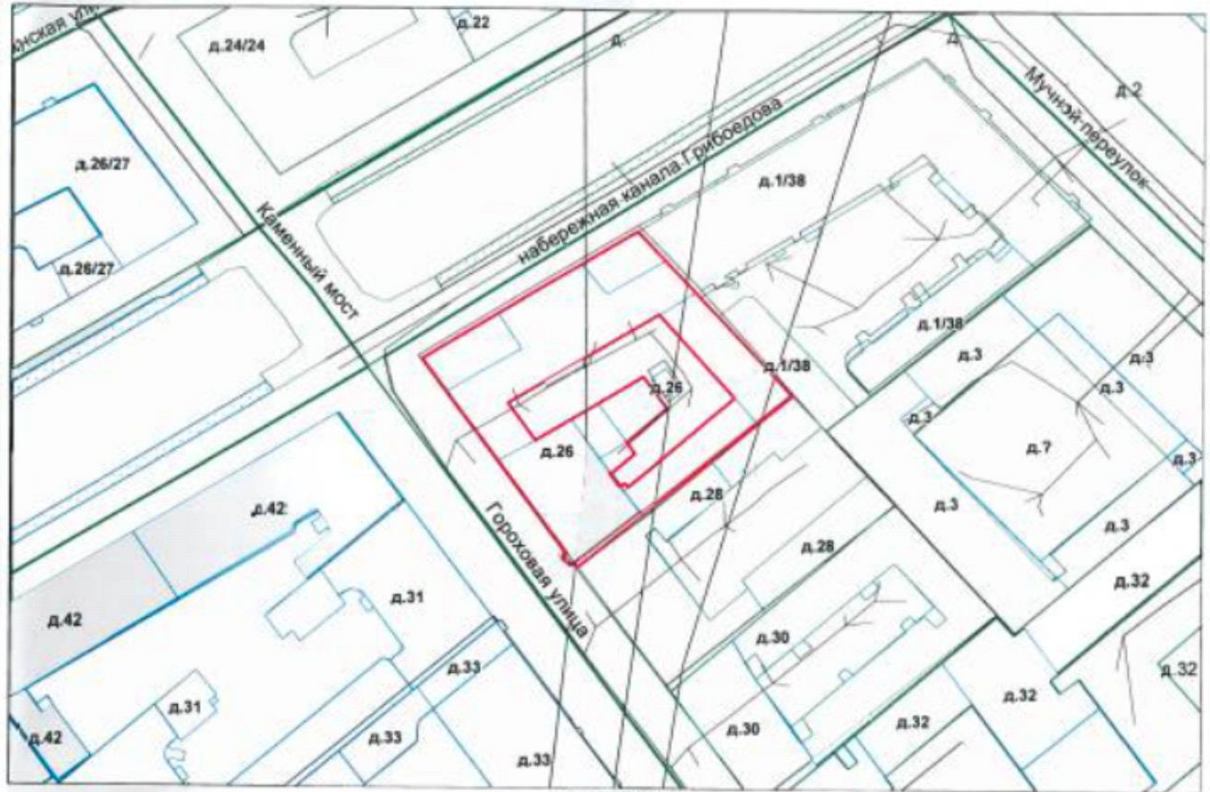 д.22
д.24/24
д.
д.
Мучной переулок
д.2
д.26/27
набережная канала Грибоедова
д.1/38
Каменный мост
д.26/27
д.1/38
д.3
д.3
д.1/38
д.26
д.3
д.3
д.26
д.7
д.3
д.28
д.3
д.42
Гороховая улица
д.3
д.28
д.32
д.31
д.42
д.30
д.33
д.32
д.32
д.31
д.32
д.30
д.42
д.33
д.33